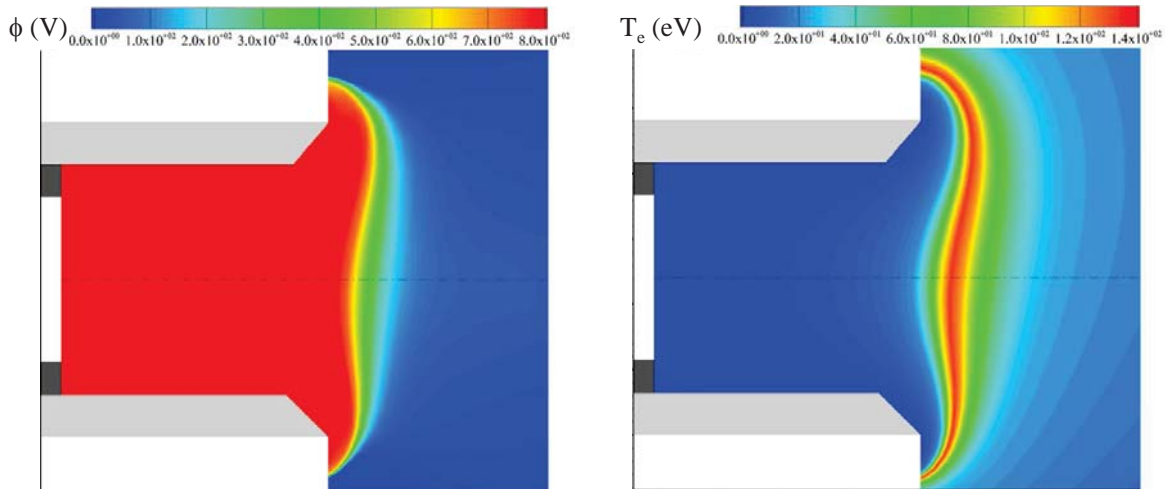 ϕ (V)
0.0x10⁺⁰⁰ 1.0x10⁺⁰² 2.0x10⁺⁰² 3.0x10⁺⁰² 4.0x10⁺⁰² 5.0x10⁺⁰² 6.0x10⁺⁰² 7.0x10⁺⁰² 8.0x10⁺⁰²
Tₑ (eV)
0.0x10⁺⁰⁰ 2.0x10⁺⁰¹ 4.0x10⁺⁰¹ 6.0x10⁺⁰¹ 8.0x10⁺⁰¹ 1.0x10⁺⁰² 1.2x10⁺⁰² 1.4x10⁺⁰²